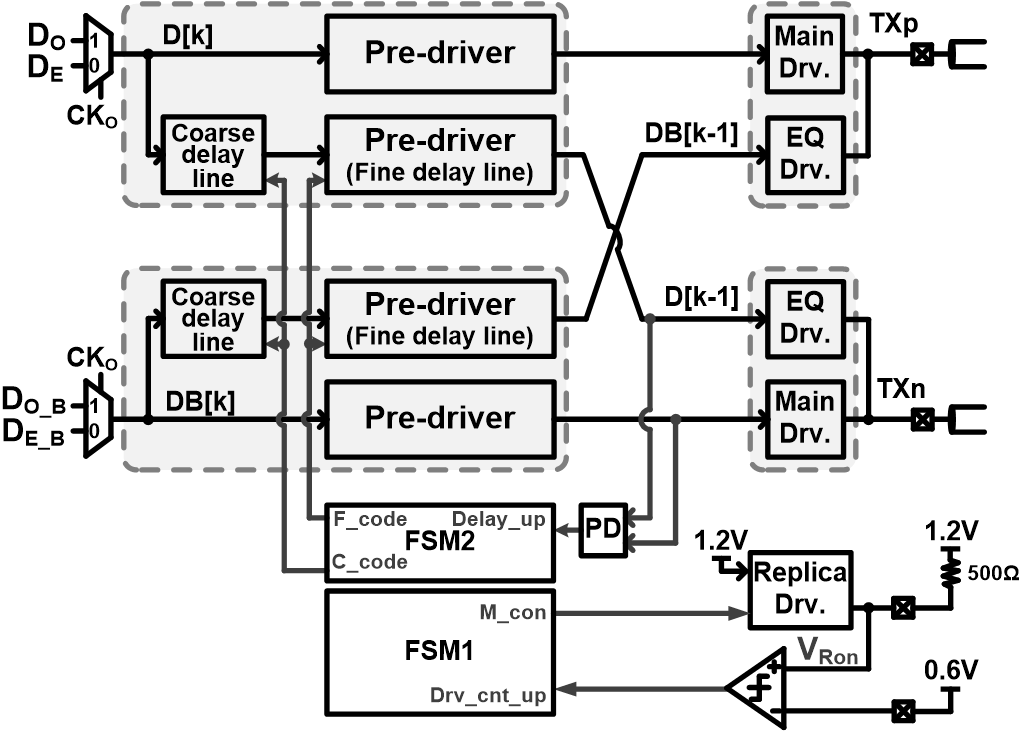 D_O 1
D_E 0
CK_O
D[k]
Pre-driver
Main
Drv.
TXp
Coarse
delay
line
Pre-driver
(Fine delay line)
DB[k-1]
EQ
Drv.
Coarse
delay
line
Pre-driver
(Fine delay line)
D[k-1]
EQ
Drv.
CK_O
D_O_B 1
D_E_B 0
DB[k]
Pre-driver
Main
Drv.
TXn
F_code
Delay_up
FSM2
C_code
PD
1.2V
Replica
Drv.
1.2V
500Ω
M_con
FSM1
Drv_cnt_up
V_Ron
+
-
0.6V